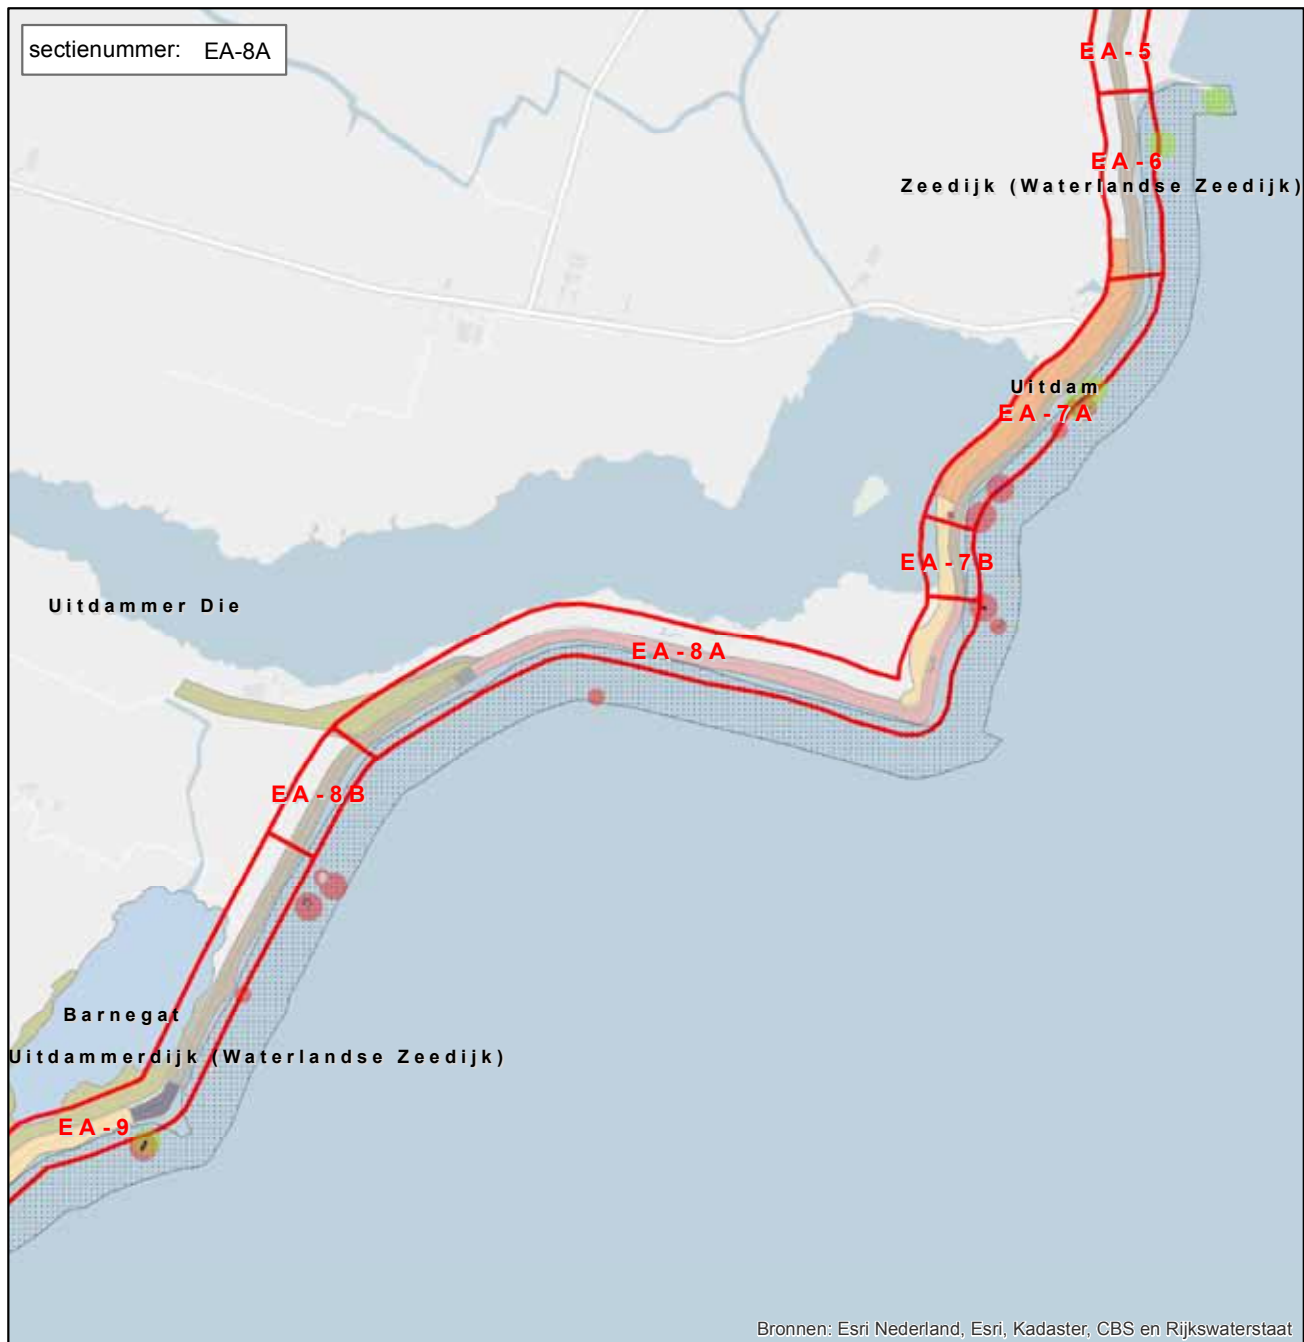 sectienummer: EA-8A
EA-5
EA-6
Zeedijk (Waterlandse Zeedijk)
Uitdam
EA-7A
EA-7B
Uitdammer Die
EA-8A
EA-8B
Barnegat
Uitdammerdijk (Waterlandse Zeedijk)
EA-9
Bronnen: Esri Nederland, Esri, Kadaster, CBS en Rijkswaterstaat